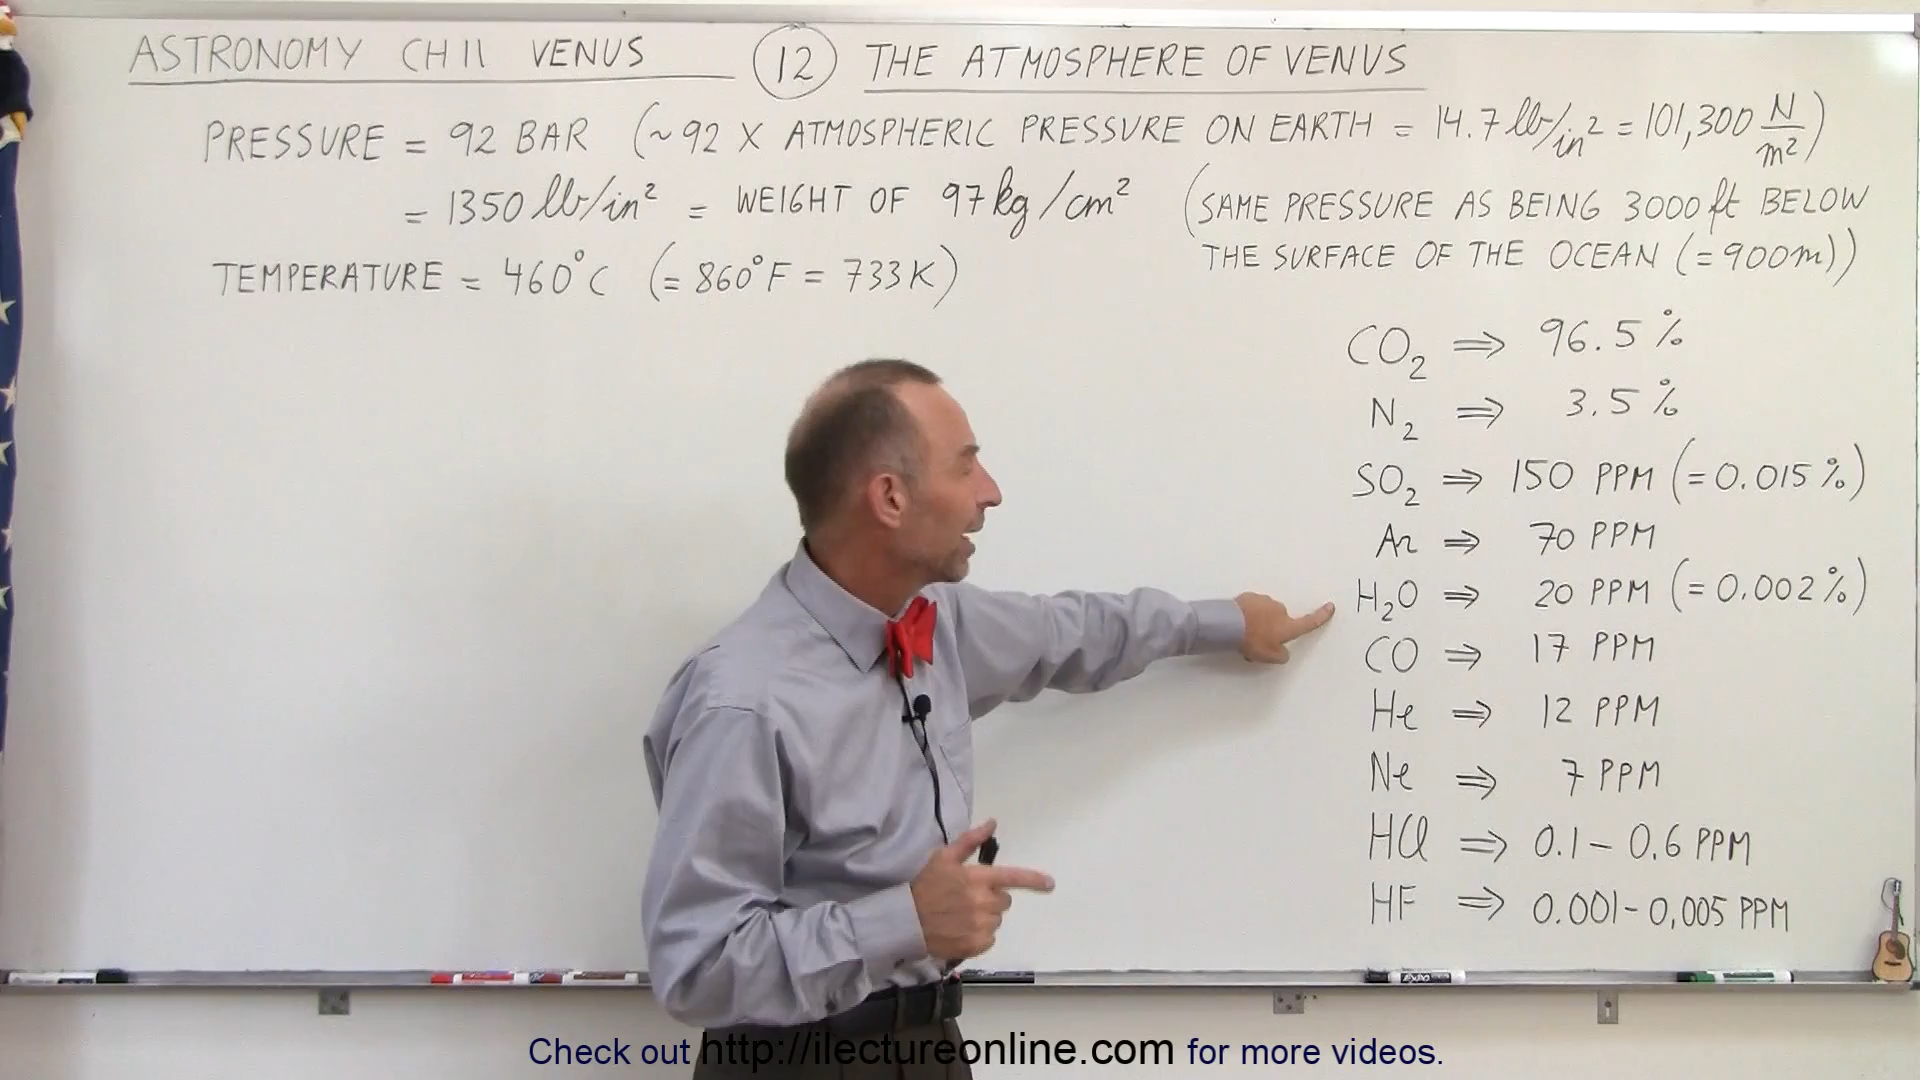 ASTRONOMY CH 11 VENUS 12 THE ATMOSPHERE OF VENUS
PRESSURE = 92 BAR (~92 X ATMOSPHERIC PRESSURE ON EARTH = 14.7 lb/in² = 101,300 N/m²)
= 1350 lb/in² = WEIGHT OF 97 kg/cm² (SAME PRESSURE AS BEING 3000 ft BELOW
THE SURFACE OF THE OCEAN (=900m))
TEMPERATURE = 460°C (= 860°F = 733K)
CO₂ ⇒ 96.5%
N₂ ⇒ 3.5%
SO₂ ⇒ 150 PPM (= 0.015%)
Ar ⇒ 70 PPM
H₂O ⇒ 20 PPM (= 0.002%)
CO ⇒ 17 PPM
He ⇒ 12 PPM
Ne ⇒ 7 PPM
HCl ⇒ 0.1 – 0.6 PPM
HF ⇒ 0.001 – 0,005 PPM
Check out http://ilectureonline.com for more videos.